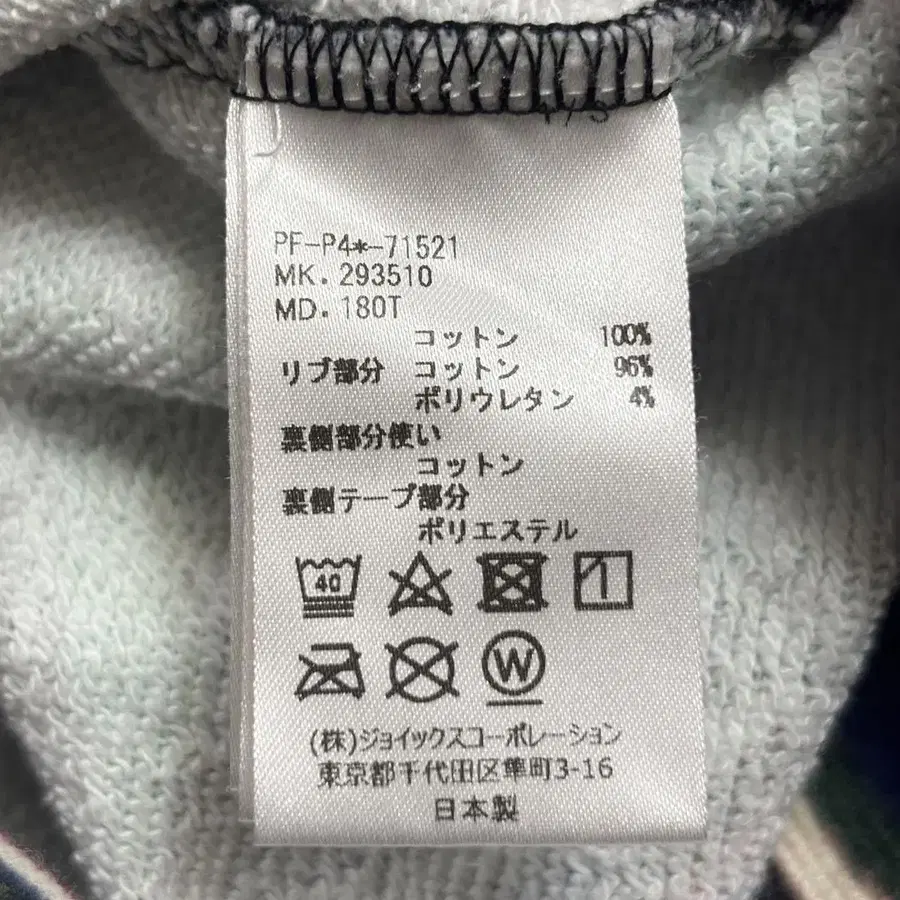 PF-P4*-71521
MK. 293510
MD. 180T
コットン 100%
リブ部分 コットン 96%
ポリウレタン 4%
裏側部分使い
コットン
裏側テープ部分
ポリエステル
40
W
(株)ジョイックスコーポレーション
東京都千代田区隼町3-16
日本製